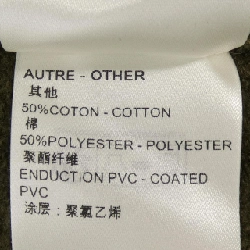 AUTRE - OTHER
其他
50%COTON - COTTON
棉
50%POLYESTER - POLYESTER
聚酯纤维
ENDUCTION PVC - COATED
PVC
涂层：聚氯乙烯